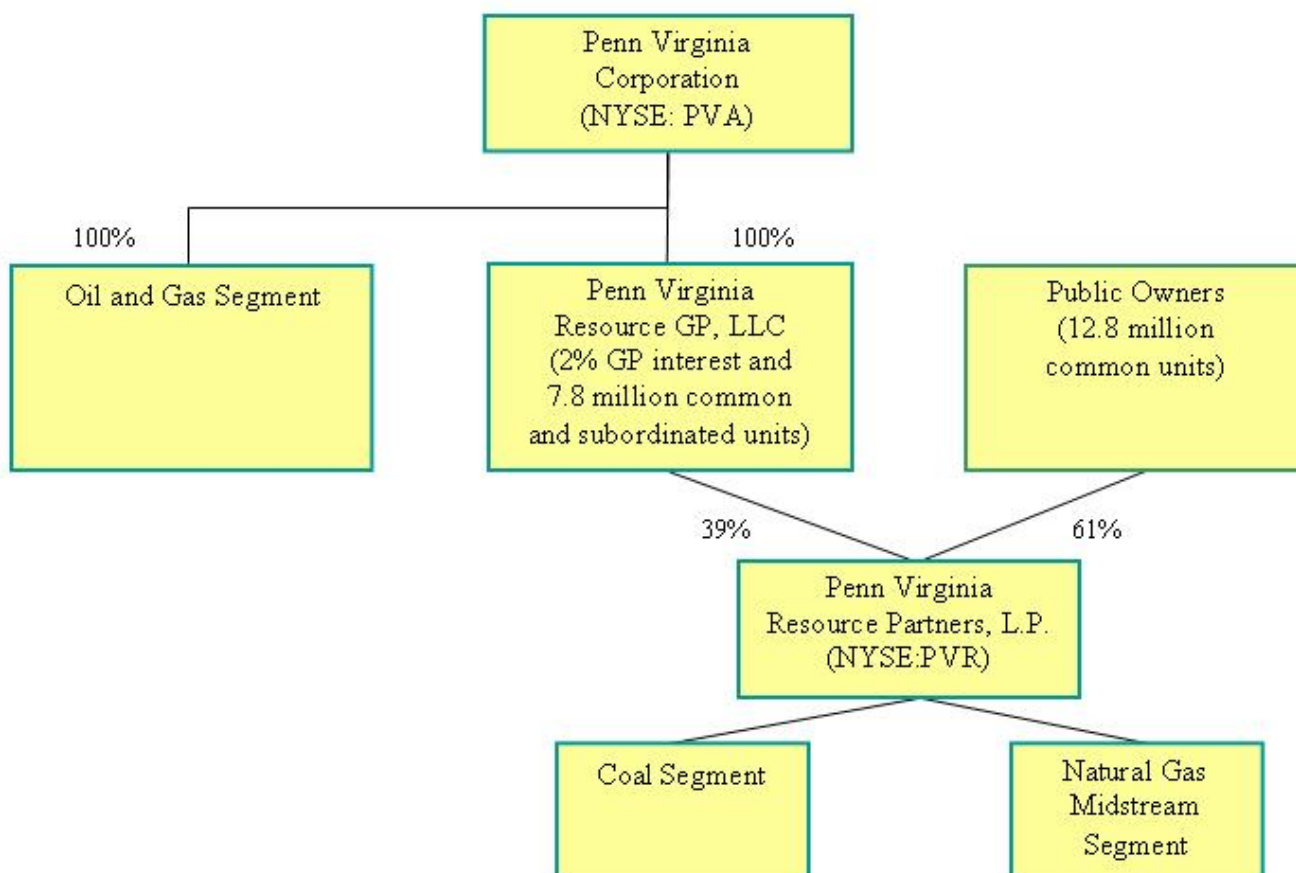 Penn Virginia
Corporation
(NYSE: PVA)
100%
100%
Oil and Gas Segment
Penn Virginia
Resource GP, LLC
(2% GP interest and
7.8 million common
and subordinated units)
Public Owners
(12.8 million
common units)
39%
61%
Penn Virginia
Resource Partners, L.P.
(NYSE:PVR)
Coal Segment
Natural Gas
Midstream
Segment